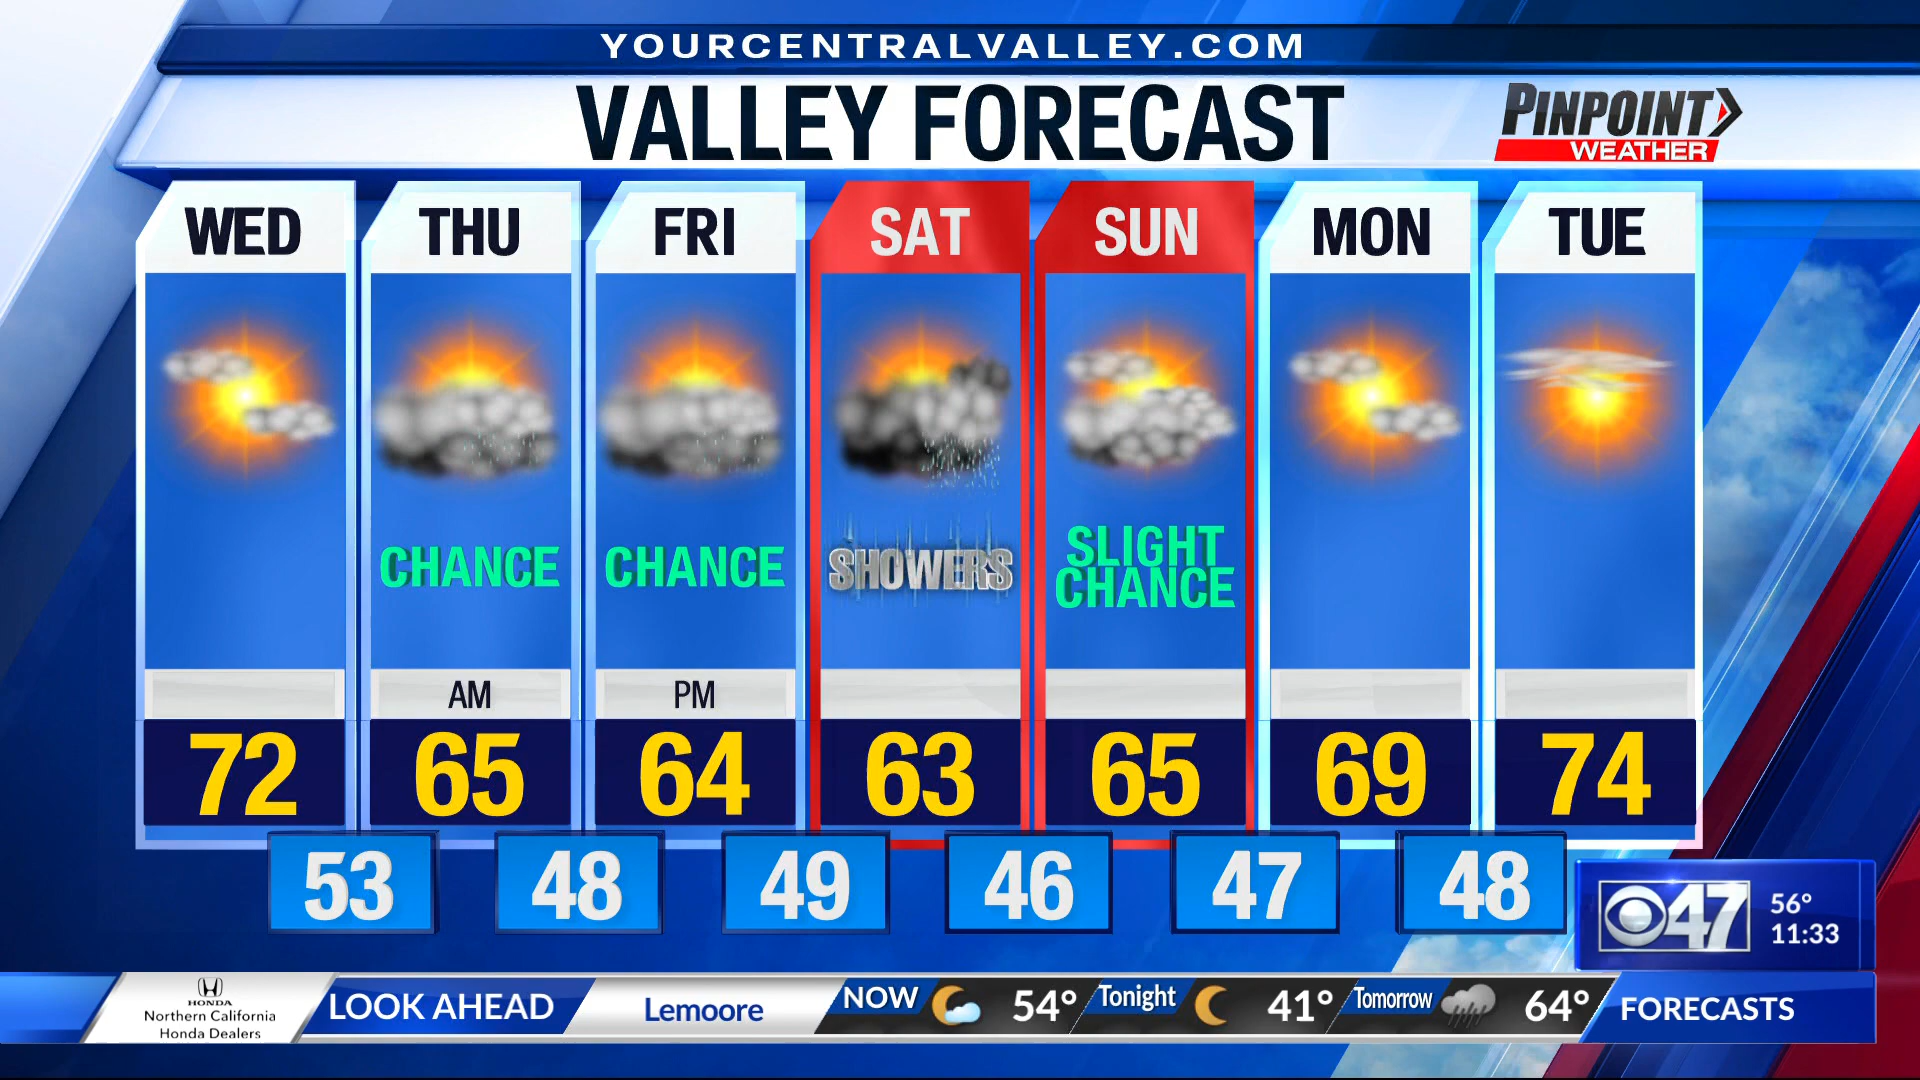 YOURCENTRALVALLEY.COM
VALLEY FORECAST
PINPOINT
WEATHER
WED THU FRI SAT SUN MON TUE
CHANCE CHANCE SHOWERS SLIGHT CHANCE
AM PM
72 65 64 63 65 69 74
53 48 49 46 47 48
47
56°
11:33
HONDA
Northern California
Honda Dealers
LOOK AHEAD Lemoore NOW 54° Tonight 41° Tomorrow 64° FORECASTS